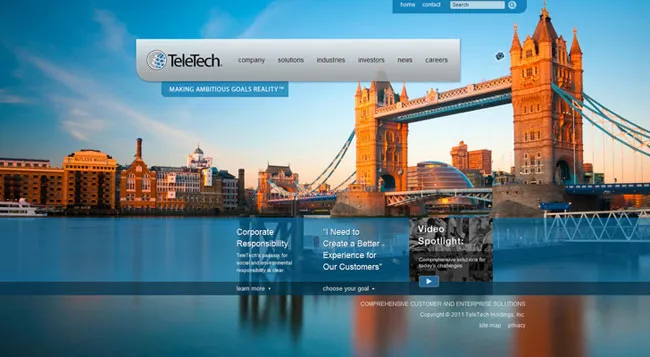 home contact Search
TeleTech company solutions industries investors news careers
MAKING AMBITIOUS GOALS REALITY™
Corporate
Responsibility
TeleTech's passion for
social and environmental
responsibility is clear.
learn more
"I Need to
Create a Better
Experience for
Our Customers"
choose your goal
Video
Spotlight:
Comprehensive solutions for
today's challenges
COMPREHENSIVE CUSTOMER AND ENTERPRISE SOLUTIONS
Copyright © 2011 TeleTech Holdings, Inc.
site map privacy